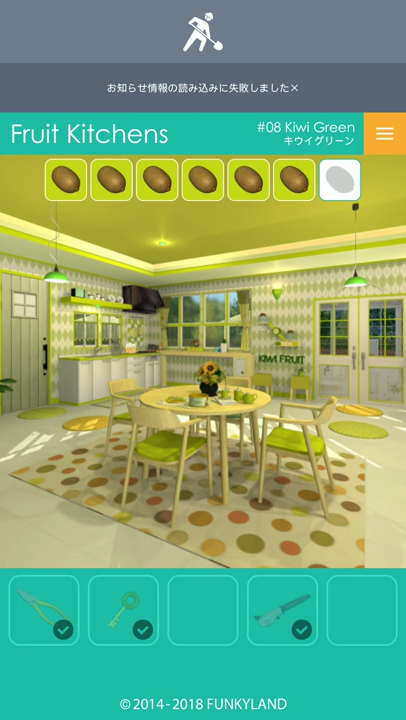 お知らせ情報の読み込みに失敗しました×
Fruit Kitchens
#08 Kiwi Green
キウイグリーン
KIWI FRUIT
© 2014-2018 FUNKYLAND